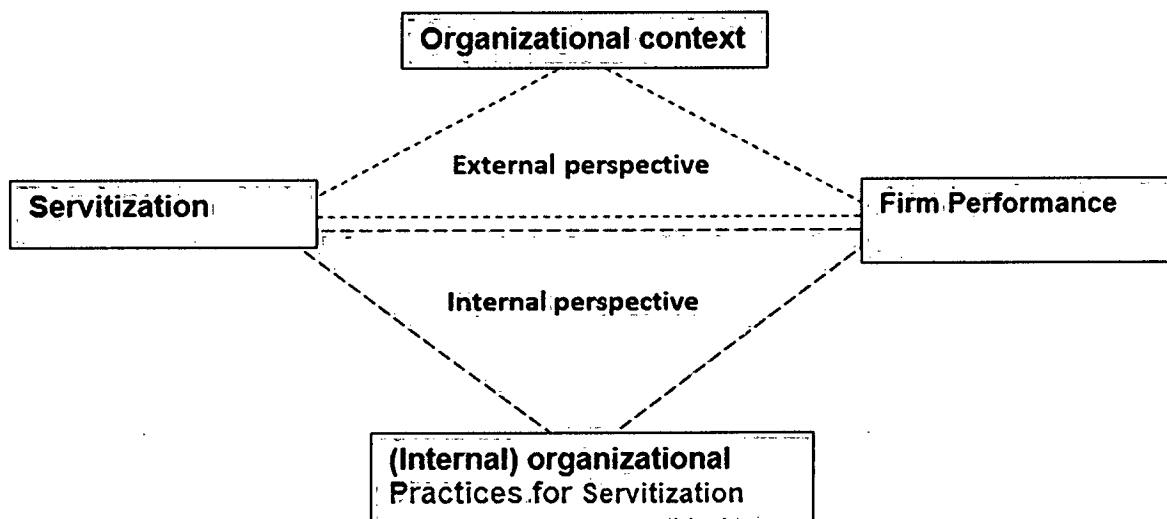 Organizational context
External perspective
Servitization
Firm Performance
Internal perspective
(Internal) organizational
Practices for Servitization